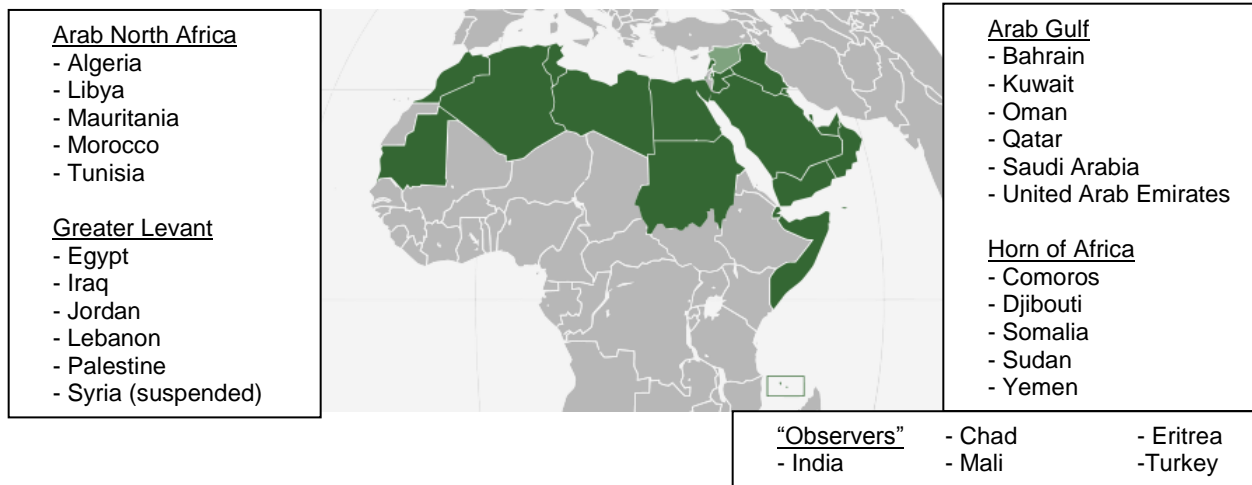 Arab North Africa
- Algeria
- Libya
- Mauritania
- Morocco
- Tunisia
Greater Levant
- Egypt
- Iraq
- Jordan
- Lebanon
- Palestine
- Syria (suspended)
Arab Gulf
- Bahrain
- Kuwait
- Oman
- Qatar
- Saudi Arabia
- United Arab Emirates
Horn of Africa
- Comoros
- Djibouti
- Somalia
- Sudan
- Yemen
“Observers” - Chad - Eritrea
- India - Mali -Turkey